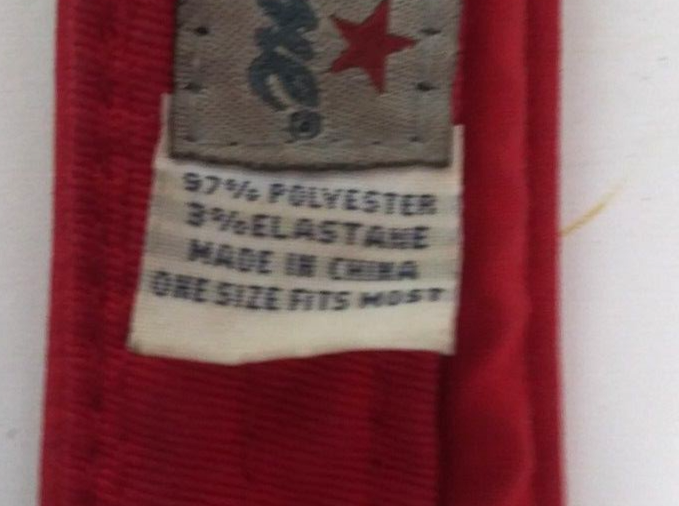 97% POLYESTER
3% ELASTANE
MADE IN CHINA
ONE SIZE FITS MOST